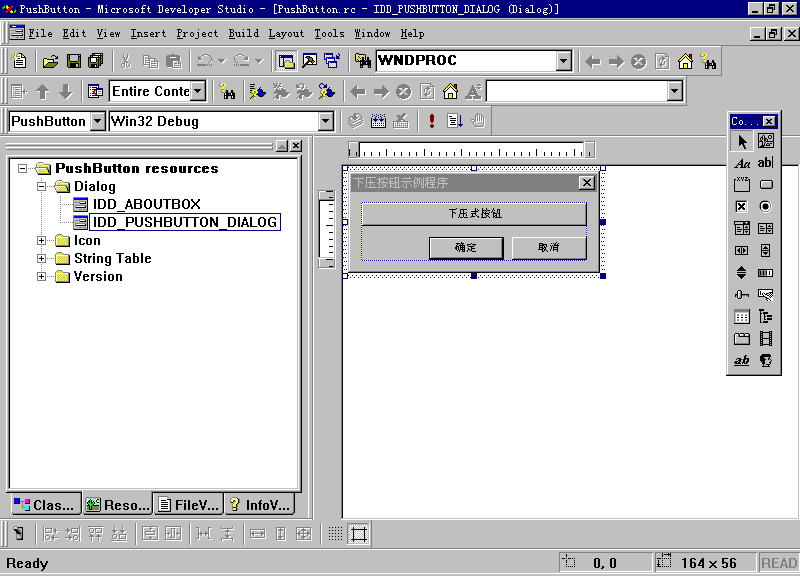 PushButton - Microsoft Developer Studio - [PushButton.rc - IDD_PUSHBUTTON_DIALOG (Dialog)]
File Edit View Insert Project Build Layout Tools Window Help
WNDPROC
Entire Conte
PushButton Win32 Debug
Co...
Aa ab|
PushButton resources
Dialog
IDD_ABOUTBOX
IDD_PUSHBUTTON_DIALOG
Icon
String Table
Version
下压按钮示例程序
下压式按钮
确定 取消
ab
Clas... Reso... FileV... InfoV...
Ready 0, 0 164×56 READ